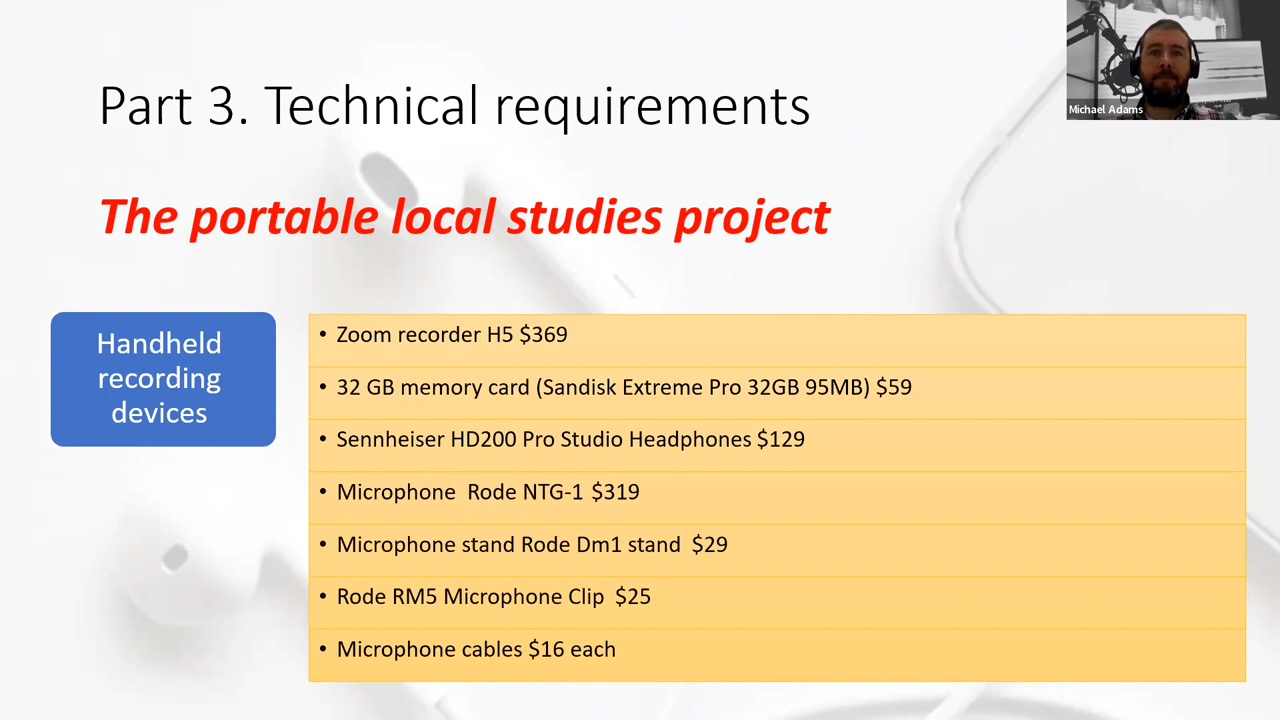 Part 3. Technical requirements
Michael Adams
The portable local studies project
Handheld
recording
devices
• Zoom recorder H5 $369
• 32 GB memory card (Sandisk Extreme Pro 32GB 95MB) $59
• Sennheiser HD200 Pro Studio Headphones $129
• Microphone  Rode NTG-1 $319
• Microphone stand Rode Dm1 stand  $29
• Rode RM5 Microphone Clip  $25
• Microphone cables $16 each